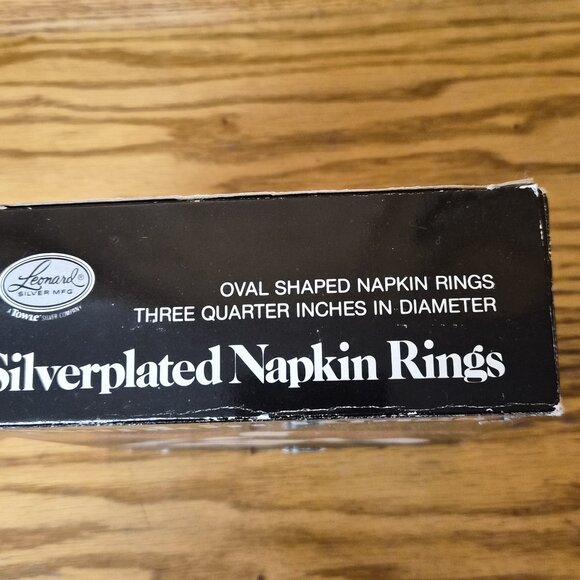 Leonard®
SILVER MFG
A TOWLE® SILVER COMPANY
OVAL SHAPED NAPKIN RINGS
THREE QUARTER INCHES IN DIAMETER
Silverplated Napkin Rings